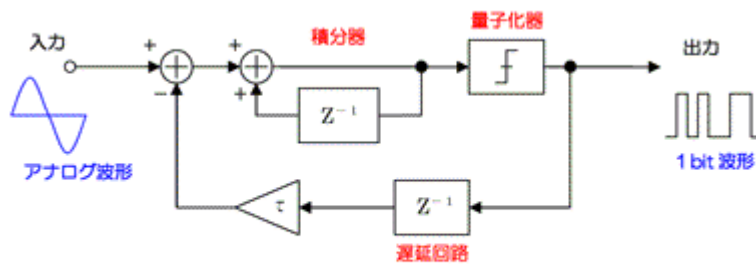 入力
アナログ波形
+
−
+
+
積分器
Z⁻¹
量子化器
出力
1 bit 波形
τ
Z⁻¹
遅延回路